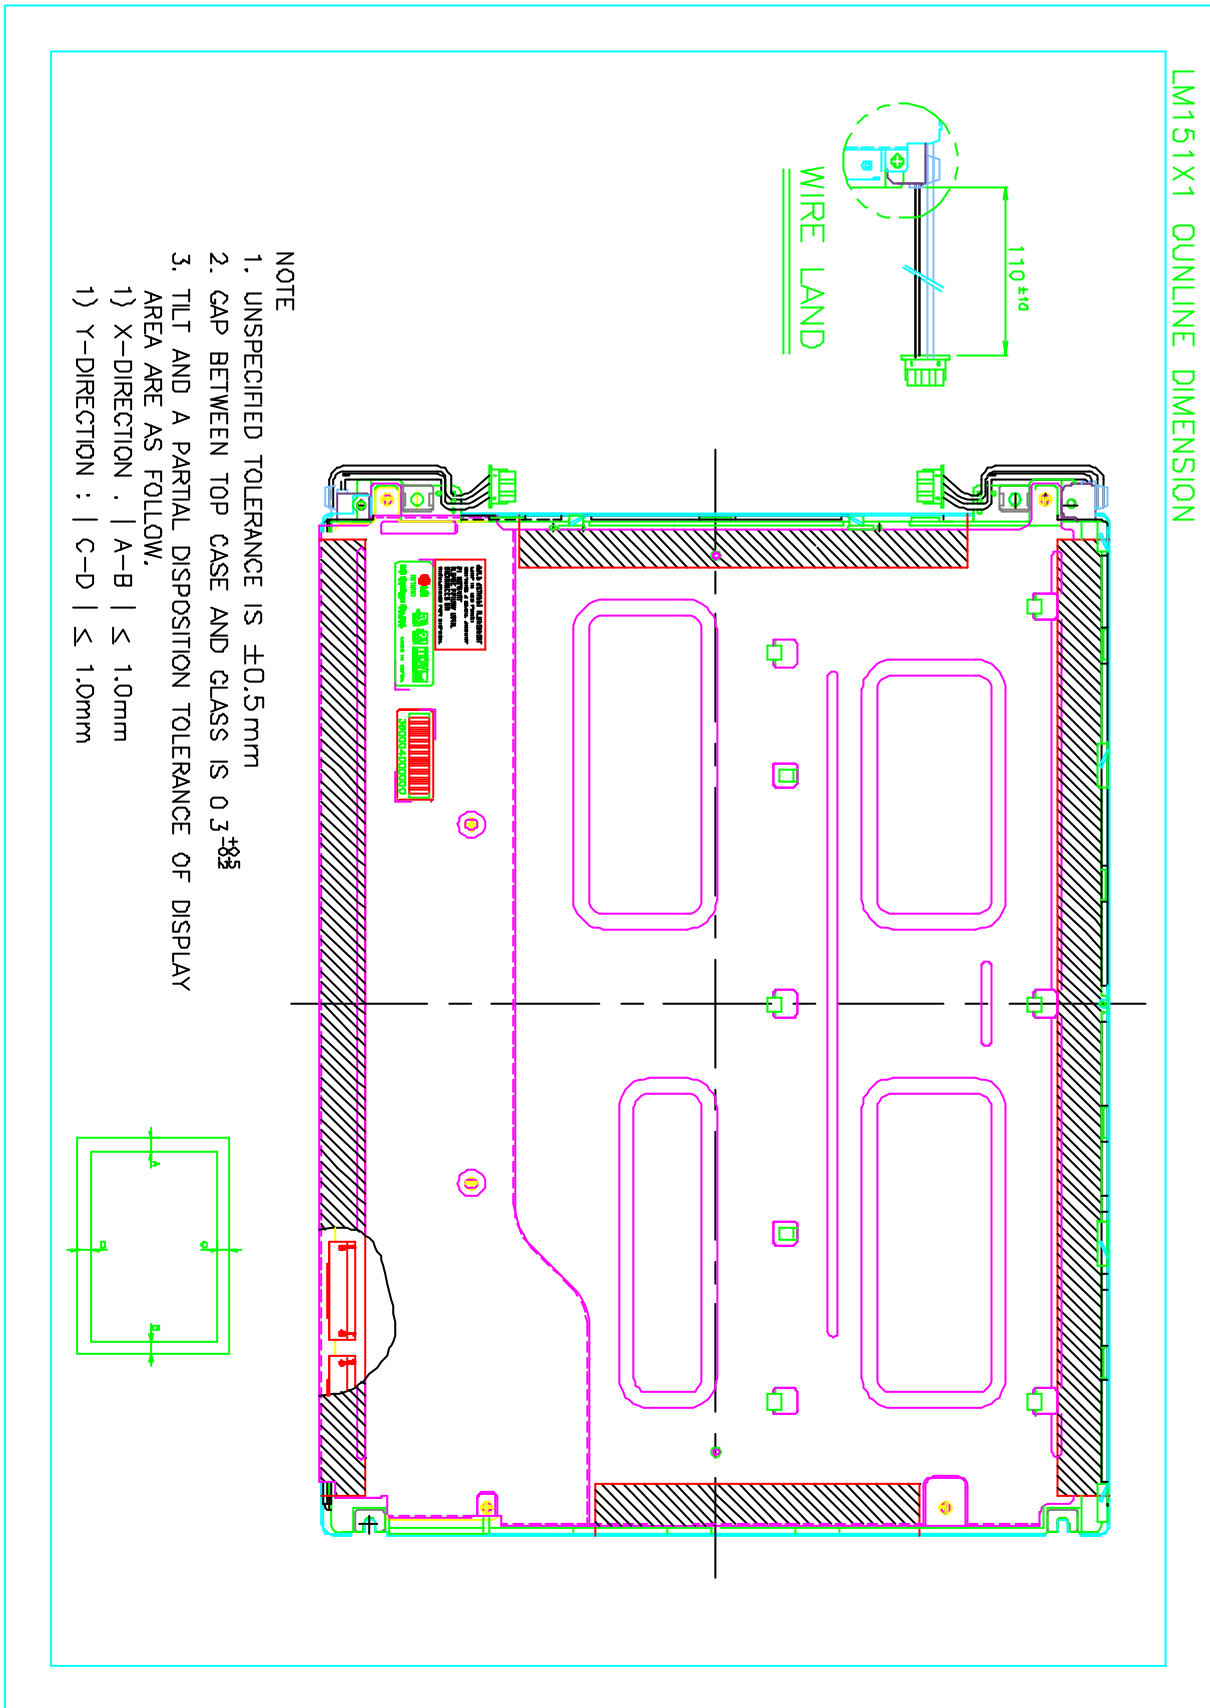 LM151X1 OUNLINE DIMENSION
110 ±10
WIRE LAND
NOTE
1. UNSPECIFIED TOLERANCE IS ±0.5mm
2. GAP BETWEEN TOP CASE AND GLASS IS 0.3
3. TILT AND A PARTIAL DISPOSITION TOLERANCE OF DISPLAY
AREA ARE AS FOLLOW.
1) X-DIRECTION . | A-B | ≤ 1.0mm
1) Y-DIRECTION : | C-D | ≤ 1.0mm
A
C
D
B